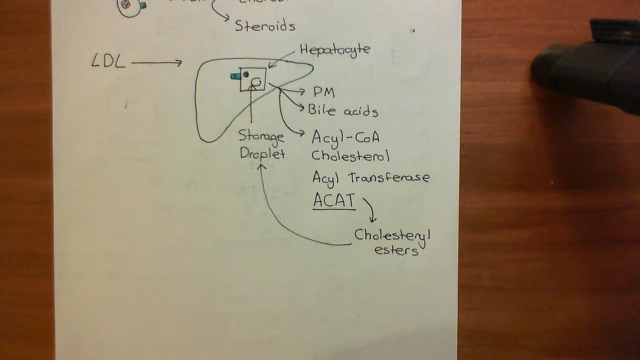 Steroids
LDL
Hepatocyte
PM
Bile acids
Storage
Droplet
Acyl-CoA
Cholesterol
Acyl Transferase
ACAT
Cholesteryl
esters